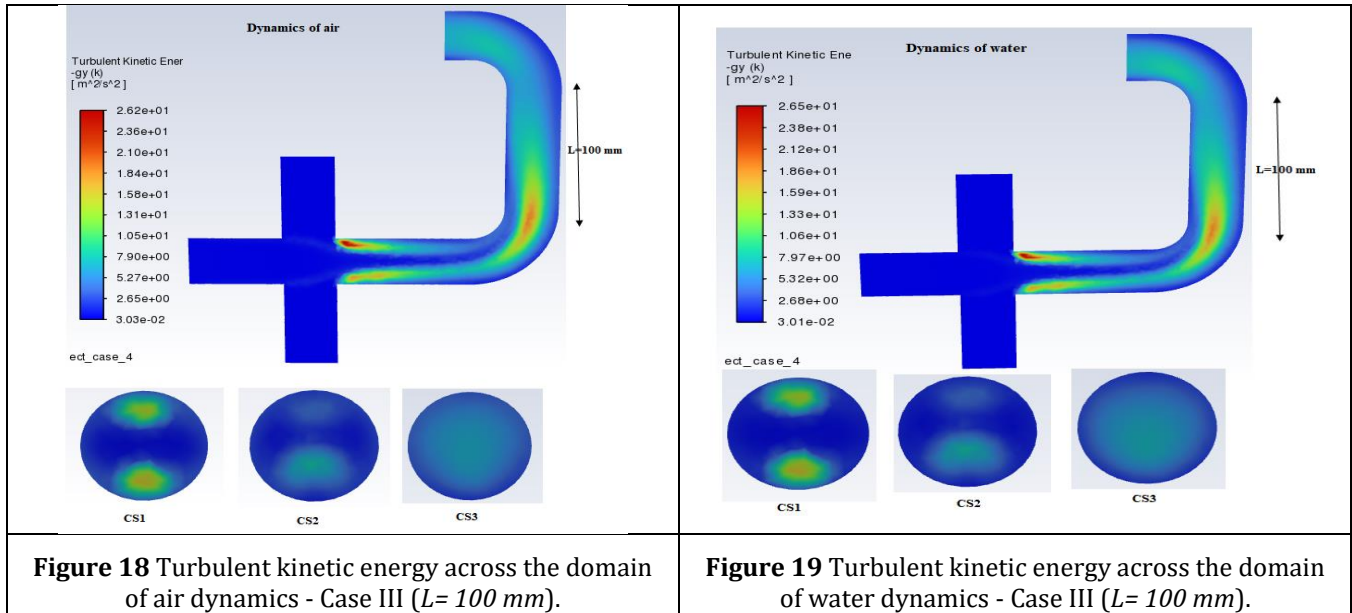 Dynamics of air
Turbulent Kinetic Ener
-gy (k)
[ m^2/s^2 ]
2.62e+01
2.36e+01
2.10e+01
1.84e+01
1.58e+01
1.31e+01
1.05e+01
7.90e+00
5.27e+00
2.65e+00
3.03e-02
L=100 mm
ect_case_4
CS1
CS2
CS3
Figure 18 Turbulent kinetic energy across the domain
of air dynamics - Case III (L= 100 mm).
Dynamics of water
Turbulent Kinetic Ene
-gy (k)
[ m^2/s^2 ]
2.65e+01
2.38e+01
2.12e+01
1.86e+01
1.59e+01
1.33e+01
1.06e+01
7.97e+00
5.32e+00
2.68e+00
3.01e-02
L=100 mm
ect_case_4
CS1
CS2
CS3
Figure 19 Turbulent kinetic energy across the domain
of water dynamics - Case III (L= 100 mm).